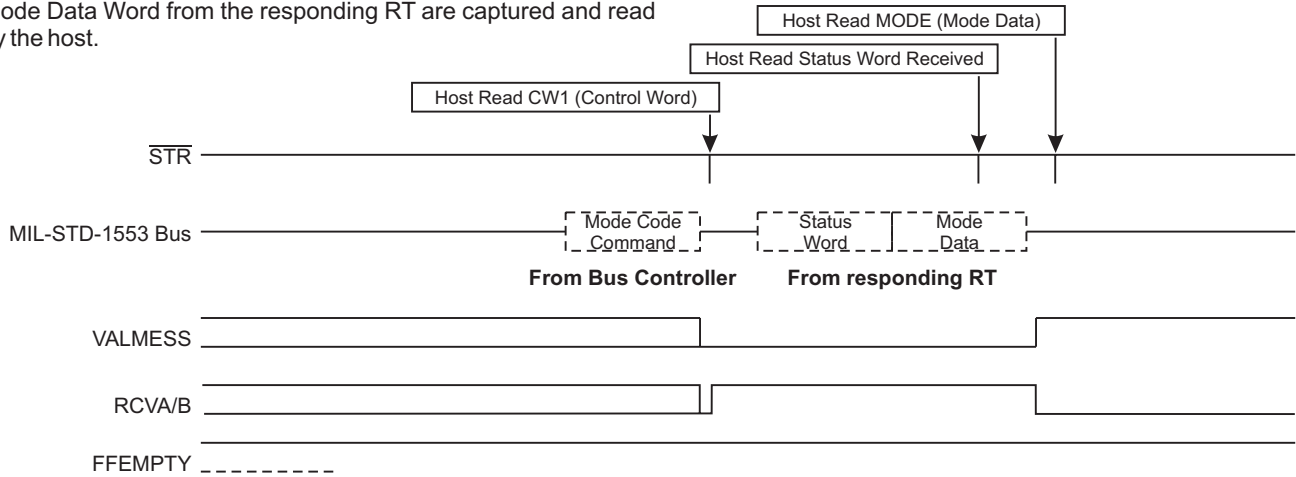 ode Data Word from the responding RT are captured and read
y the host.
Host Read MODE (Mode Data)
Host Read Status Word Received
Host Read CW1 (Control Word)
STR
MIL-STD-1553 Bus
Mode Code
Command
Status
Word
Mode
Data
From Bus Controller
From responding RT
VALMESS
RCVA/B
FFEMPTY